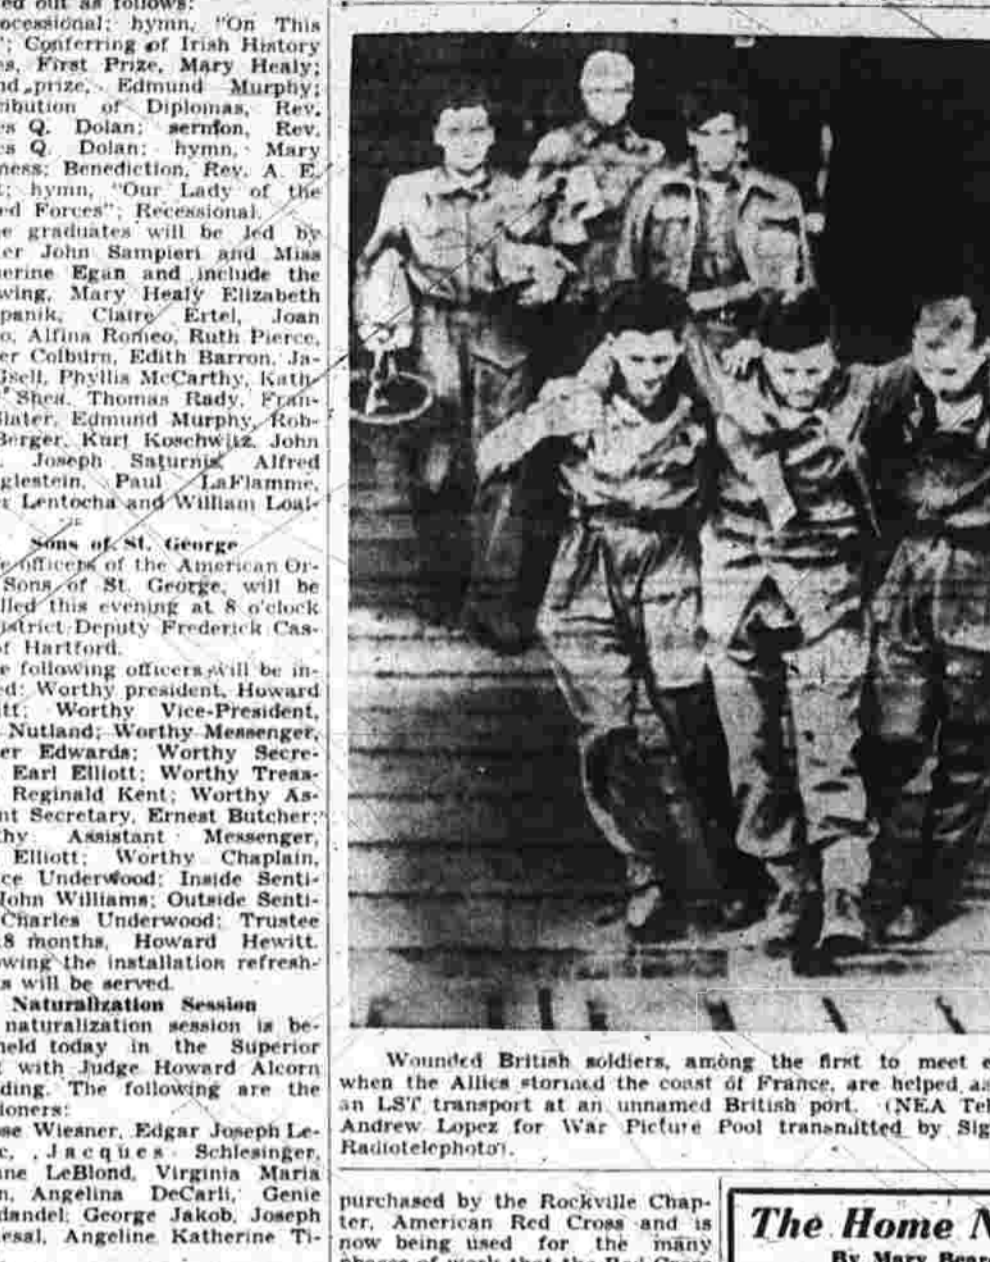 ed out as follows:
ocessional; hymn, "On This
"; Conferring of Irish History
es, First Prize, Mary Healy;
nd prize, Edmund Murphy;
ribution of Diplomas, Rev.
es Q. Dolan; sermon, Rev.
es Q. Dolan; hymn, Mary
ness; Benediction, Rev. A. E.
; hymn, "Our Lady of the
ed Forces"; Recessional.
e graduates will be led by
er John Sampieri and Miss
erine Egan and include the
wing, Mary Healy Elizabeth
panik, Claire Ertel, Joan
o, Alfina Romeo, Ruth Pierce,
er Colburn, Edith Barron, Ja-
sell, Phyllis McCarthy, Kath-
Shea, Thomas Rady, Fran-
Slater, Edmund Murphy, Rob-
Berger, Kurt Koschwitz, John
. Joseph Saturnis, Alfred
glestein, Paul LaFlamme,
r Lentocha and William Loal-
Sons of St. George
e officers of the American Or-
Sons of St. George, will be
lled this evening at 8 o'clock
istrict Deputy Frederick Cas-
of Hartford.
e following officers will be in-
ed: Worthy president, Howard
itt; Worthy Vice-President,
Nutland; Worthy Messenger,
er Edwards; Worthy Secre-
Earl Elliott; Worthy Treas-
Reginald Kent; Worthy As-
nt Secretary, Ernest Butcher;
thy Assistant Messenger,
Elliott; Worthy Chaplain,
ce Underwood; Inside Senti-
John Williams; Outside Senti-
Charles Underwood; Trustee
18 months, Howard Hewitt.
owing the installation refresh-
s will be served.
Naturalization Session
naturalization session is be-
held today in the Superior
with Judge Howard Alcorn
ding. The following are the
ioners:
se Wiesner, Edgar Joseph Le-
c, Jacques Schlesinger,
ne LeBlond, Virginia Maria
n, Angelina DeCarli, Genie
dandel, George Jakob, Joseph
esal, Angeline Katherine Ti-
Wounded British soldiers, among the first to meet e
when the Allies stormed the coast of France, are helped as
an LST transport at an unnamed British port. (NEA Tel
Andrew Lopez for War Picture Pool transmitted by Sig
Radiotelephoto).
purchased by the Rockville Chap-
ter, American Red Cross and is
now being used for the many
phases of work that the Red Cross
The Home N
By Mary Bear